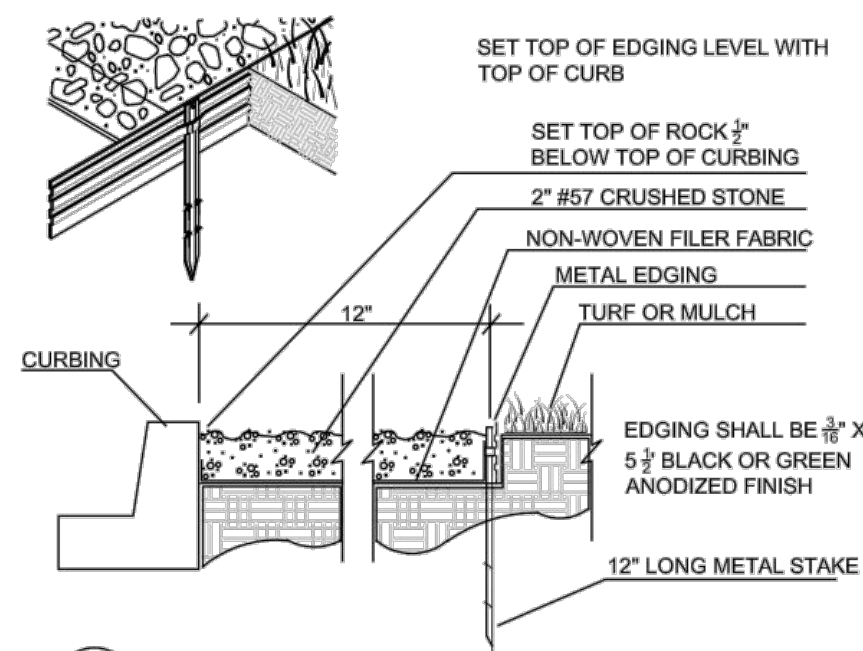 SET TOP OF EDGING LEVEL WITH
TOP OF CURB
SET TOP OF ROCK 1/2"
BELOW TOP OF CURBING
2" #57 CRUSHED STONE
NON-WOVEN FILER FABRIC
METAL EDGING
TURF OR MULCH
12"
CURBING
EDGING SHALL BE 3/16" X
5 1/2' BLACK OR GREEN
ANODIZED FINISH
12" LONG METAL STAKE